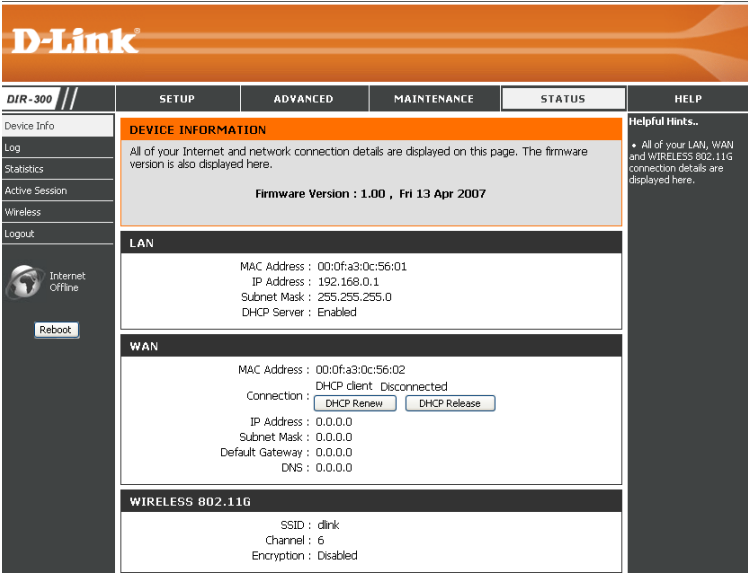 D-Link
DIR-300
SETUP
ADVANCED
MAINTENANCE
STATUS
HELP
Device Info
Log
Statistics
Active Session
Wireless
Logout
Internet
Offline
Reboot
DEVICE INFORMATION
All of your Internet and network connection details are displayed on this page. The firmware
version is also displayed here.
Firmware Version : 1.00 , Fri 13 Apr 2007
LAN
MAC Address : 00:0f:a3:0c:56:01
IP Address : 192.168.0.1
Subnet Mask : 255.255.255.0
DHCP Server : Enabled
WAN
MAC Address : 00:0f:a3:0c:56:02
Connection : DHCP client Disconnected
DHCP Renew DHCP Release
IP Address : 0.0.0.0
Subnet Mask : 0.0.0.0
Default Gateway : 0.0.0.0
DNS : 0.0.0.0
WIRELESS 802.11G
SSID : dlink
Channel : 6
Encryption : Disabled
Helpful Hints..
• All of your LAN, WAN
and WIRELESS 802.11G
connection details are
displayed here.